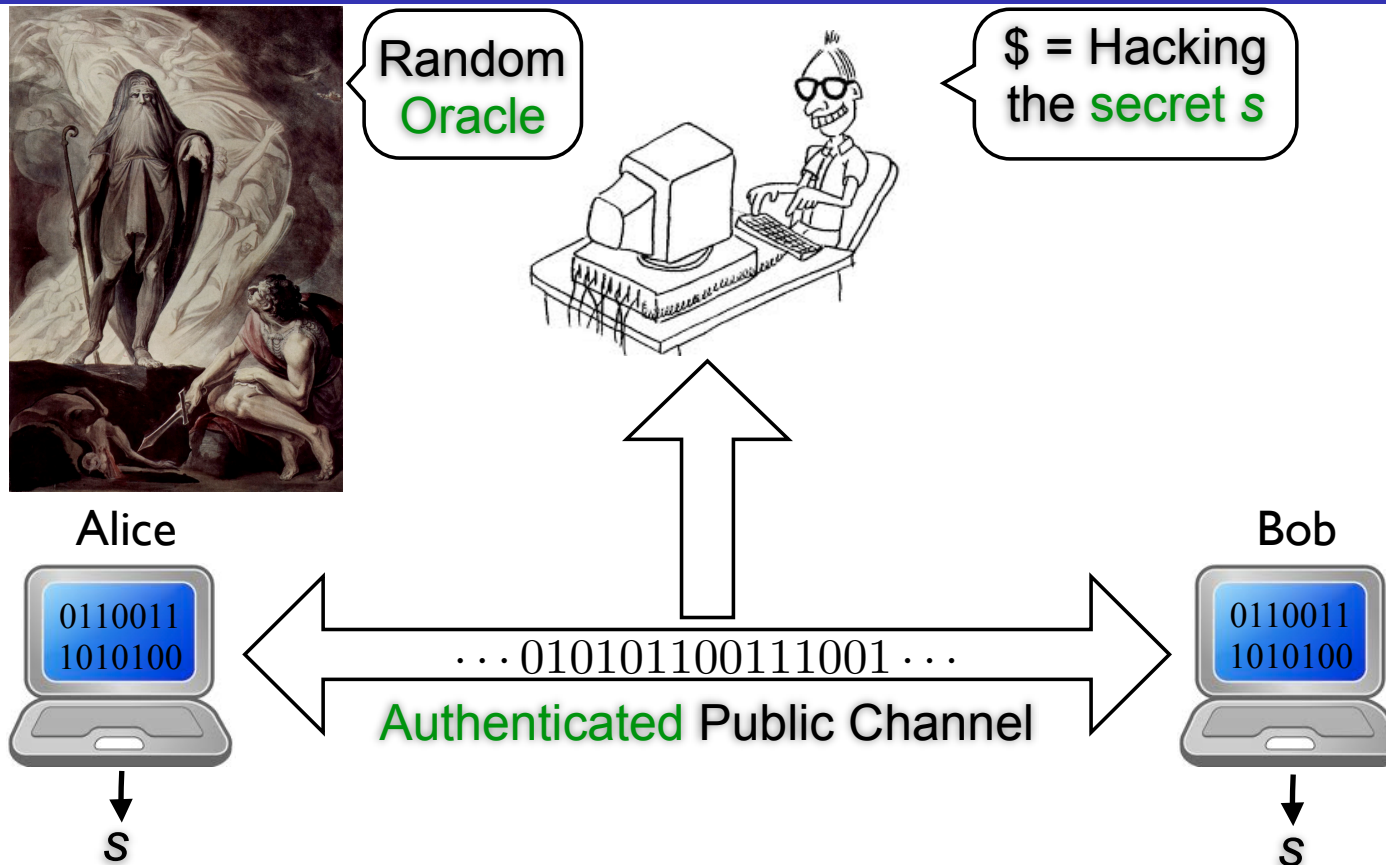 Random
Oracle
$ = Hacking
the secret s
Alice
Bob
0110011
1010100
0110011
1010100
··· 010101100111001 ···
Authenticated Public Channel
s
s